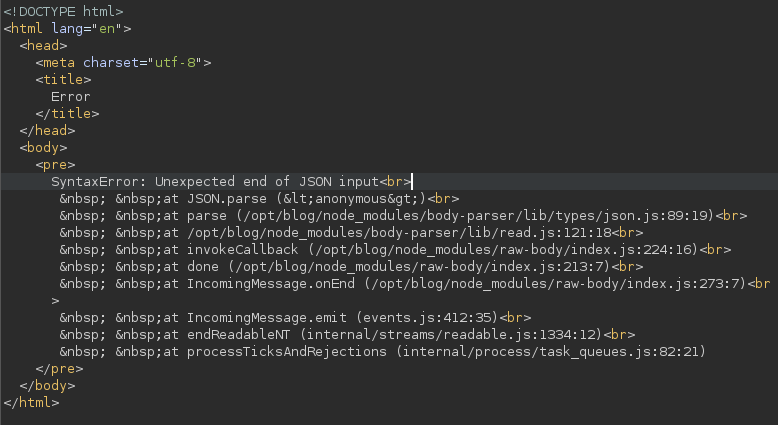 <!DOCTYPE html>
<html lang="en">
  <head>
    <meta charset="utf-8">
    <title>
      Error
    </title>
  </head>
  <body>
    <pre>
      SyntaxError: Unexpected end of JSON input<br>
       &nbsp; &nbsp;at JSON.parse (&lt;anonymous&gt;)<br>
       &nbsp; &nbsp;at parse (/opt/blog/node_modules/body-parser/lib/types/json.js:89:19)<br>
       &nbsp; &nbsp;at /opt/blog/node_modules/body-parser/lib/read.js:121:18<br>
       &nbsp; &nbsp;at invokeCallback (/opt/blog/node_modules/raw-body/index.js:224:16)<br>
       &nbsp; &nbsp;at done (/opt/blog/node_modules/raw-body/index.js:213:7)<br>
       &nbsp; &nbsp;at IncomingMessage.onEnd (/opt/blog/node_modules/raw-body/index.js:273:7)<br
      >
       &nbsp; &nbsp;at IncomingMessage.emit (events.js:412:35)<br>
       &nbsp; &nbsp;at endReadableNT (internal/streams/readable.js:1334:12)<br>
       &nbsp; &nbsp;at processTicksAndRejections (internal/process/task_queues.js:82:21)
    </pre>
  </body>
</html>